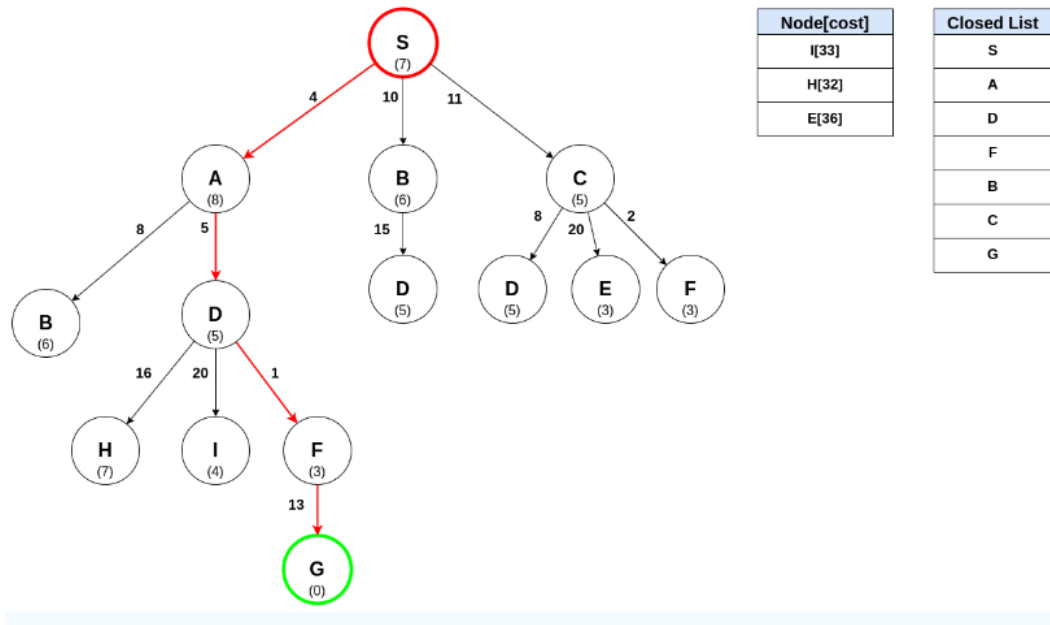 S
(7)
4
10
11
A
(8)
B
(6)
C
(5)
8
5
15
8
20
2
B
(6)
D
(5)
D
(5)
D
(5)
E
(3)
F
(3)
16
20
1
H
(7)
I
(4)
F
(3)
13
G
(0)
Node[cost]
I[33]
H[32]
E[36]
Closed List
S
A
D
F
B
C
G